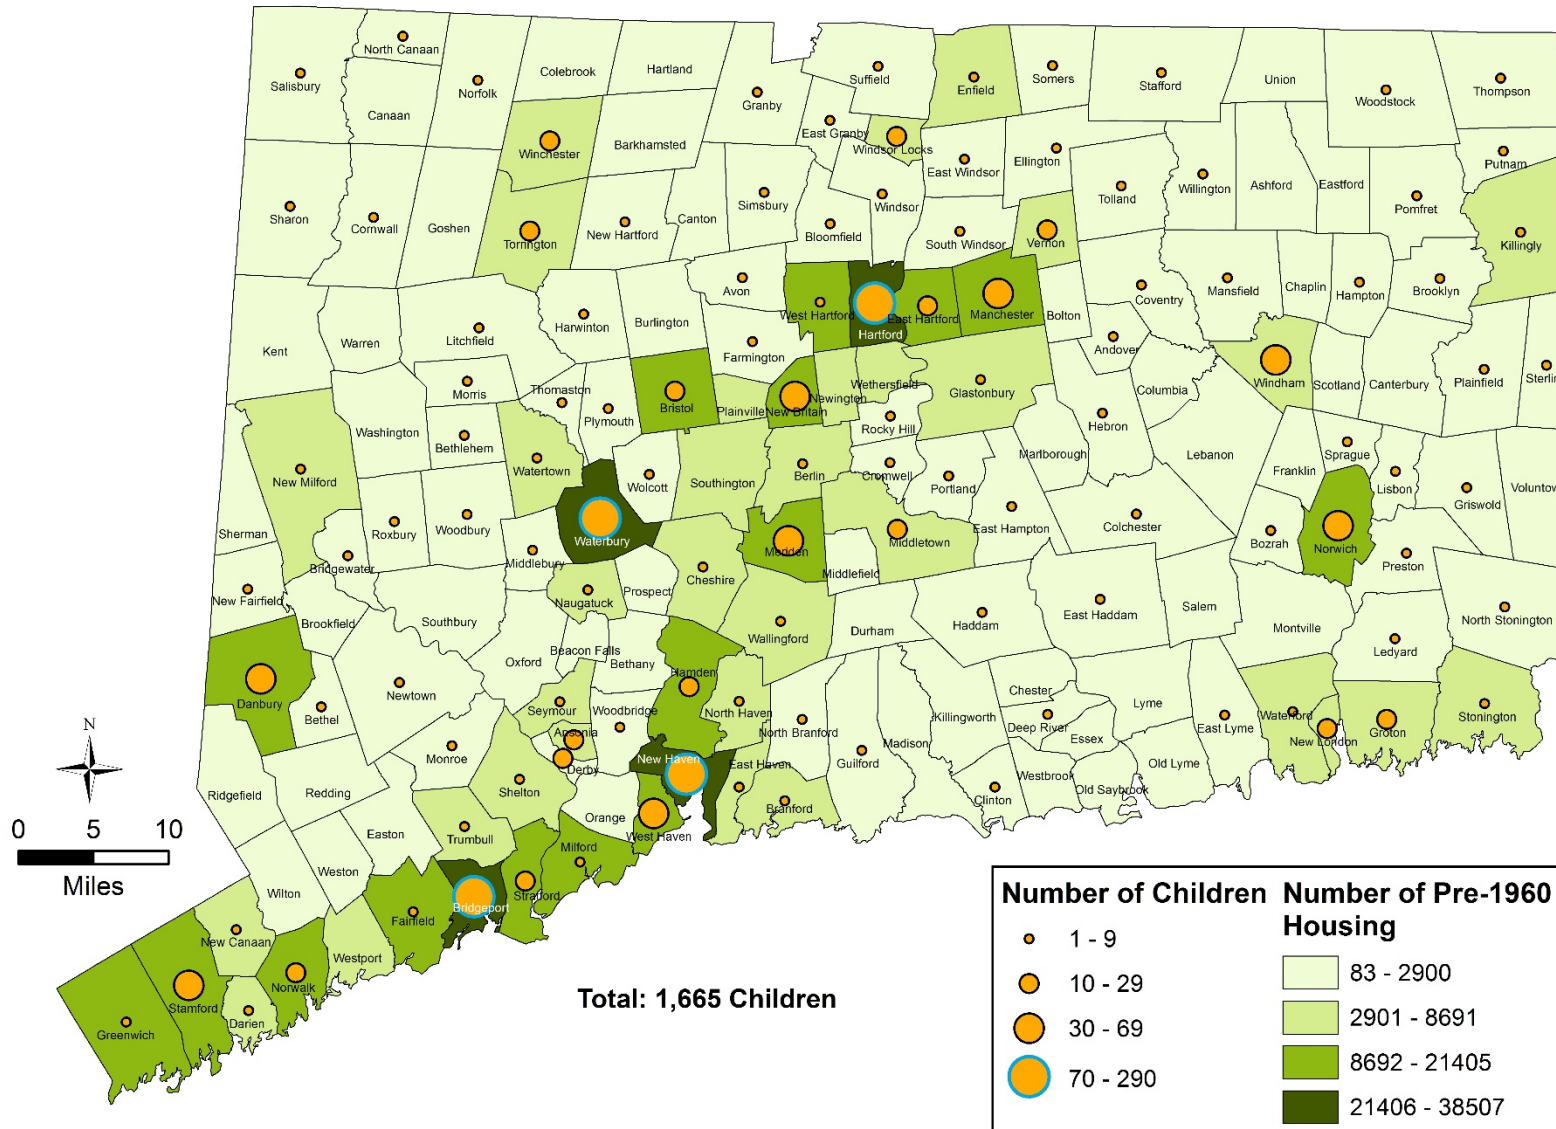 North Canaan
Colebrook
Hartland
Suffield
Somers
Union
Salisbury
Norfolk
Enfield
Stafford
Thompson
Canaan
Granby
Woodstock
East Granby
Winchester
Barkhamsted
Windsor Locks
Ellington
Putnam
East Windsor
Willington
Ashford
Eastford
Simsbury
Tolland
Pomfret
Sharon
Cornwall
Goshen
New Hartford
Canton
Windsor
Torrington
Bloomfield
South Windsor
Vernon
Killingly
Avon
Coventry
Mansfield
Chaplin
Hampton
Brooklyn
West Hartford
East Hartford
Manchester
Bolton
Harwinton
Burlington
Hartford
Litchfield
Warren
Kent
Farmington
Andover
Windham
Scotland
Canterbury
Plainfield
Sterlin
Morris
Thomaston
Wethersfield
Glastonbury
Columbia
Bristol
Plainville
New Britain
Newington
Plymouth
Rocky Hill
Hebron
Washington
Bethlehem
Marlborough
Lebanon
Sprague
Watertown
Berlin
Cromwell
Franklin
New Milford
Wolcott
Southington
Portland
Lisbon
Griswold
Voluntow
Woodbury
Roxbury
East Hampton
Colchester
Sherman
Waterbury
Meriden
Middletown
Bozrah
Norwich
Bridgewater
Middlebury
Middlefield
Preston
Cheshire
New Fairfield
Naugatuck
Prospect
Salem
Haddam
East Haddam
North Stonington
Brookfield
Southbury
Wallingford
Durham
Montville
Beacon Falls
Oxford
Bethany
Ledyard
Hamden
Newtown
Chester
Danbury
Bethel
Seymour
Woodbridge
North Haven
Killingworth
Deep River
Lyme
East Lyme
Waterford
Stonington
N
Ansonia
North Branford
Essex
New London
Groton
Monroe
Derby
New Haven
East Haven
Guilford
Madison
Old Lyme
Westbrook
Old Saybrook
Ridgefield
Redding
Shelton
Clinton
Branford
Orange
West Haven
0 5 10
Miles
Easton
Trumbull
Milford
Weston
Wilton
Stratford
Bridgeport
Fairfield
New Canaan
Westport
Norwalk
Stamford
Darien
Greenwich
Total: 1,665 Children
Number of Children
1 - 9
10 - 29
30 - 69
70 - 290
Number of Pre-1960
Housing
83 - 2900
2901 - 8691
8692 - 21405
21406 - 38507